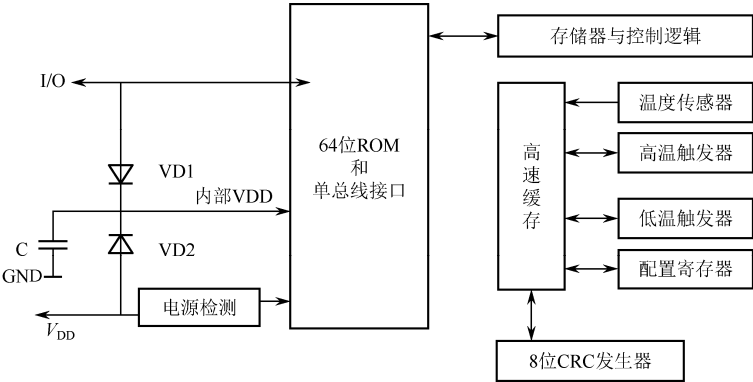 I/O
VD1
内部VDD
C
VD2
GND
电源检测
VDD
64位ROM
和
单总线接口
存储器与控制逻辑
高速缓存
温度传感器
高温触发器
低温触发器
配置寄存器
8位CRC发生器